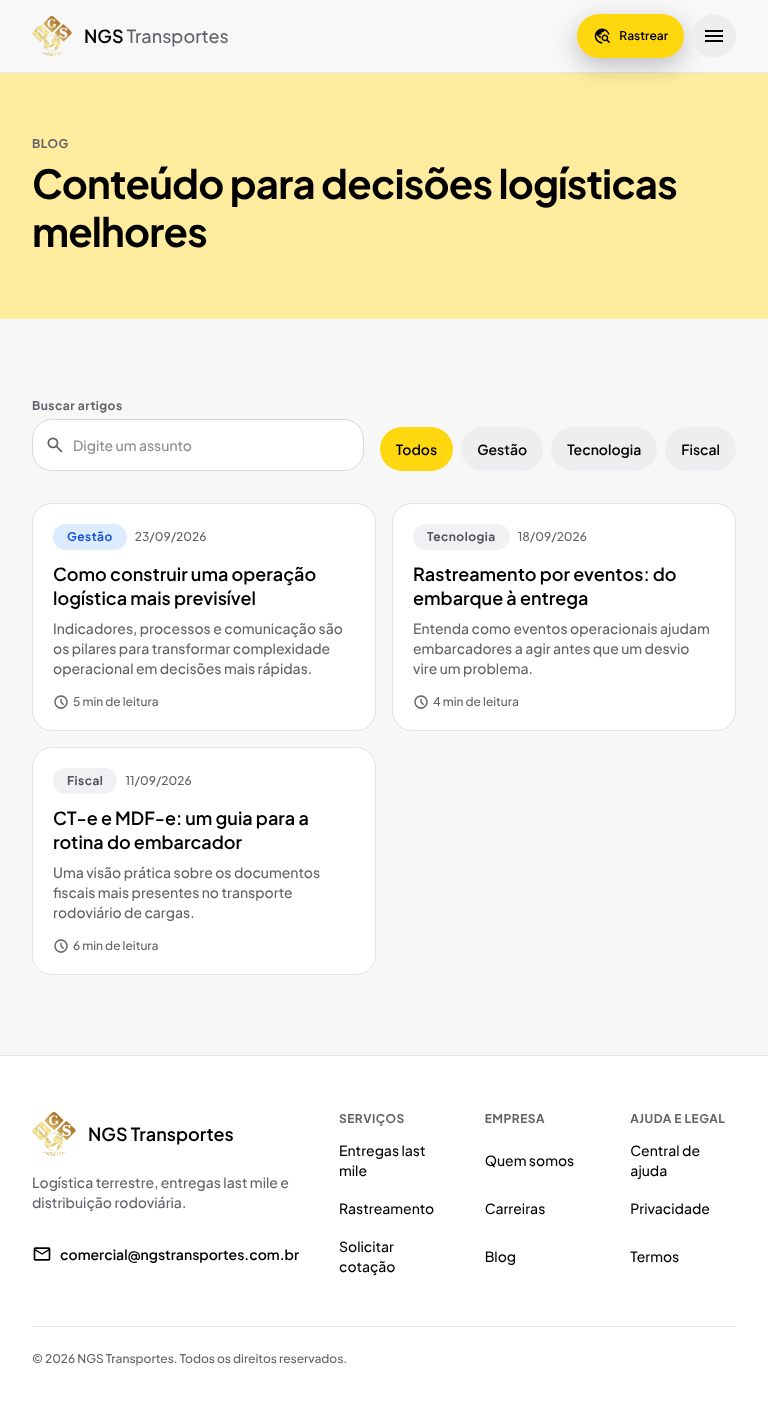 NGS Transportes
Rastrear
BLOG
Conteúdo para decisões logísticas
melhores
Buscar artigos
Digite um assunto
Todos
Gestão
Tecnologia
Fiscal
Gestão 23/09/2026
Como construir uma operação
logística mais previsível
Indicadores, processos e comunicação são
os pilares para transformar complexidade
operacional em decisões mais rápidas.
5 min de leitura
Tecnologia 18/09/2026
Rastreamento por eventos: do
embarque à entrega
Entenda como eventos operacionais ajudam
embarcadores a agir antes que um desvio
vire um problema.
4 min de leitura
Fiscal 11/09/2026
CT-e e MDF-e: um guia para a
rotina do embarcador
Uma visão prática sobre os documentos
fiscais mais presentes no transporte
rodoviário de cargas.
6 min de leitura
NGS Transportes
Logística terrestre, entregas last mile e
distribuição rodoviária.
comercial@ngstransportes.com.br
SERVIÇOS
Entregas last
mile
Rastreamento
Solicitar
cotação
EMPRESA
Quem somos
Carreiras
Blog
AJUDA E LEGAL
Central de
ajuda
Privacidade
Termos
© 2026 NGS Transportes. Todos os direitos reservados.